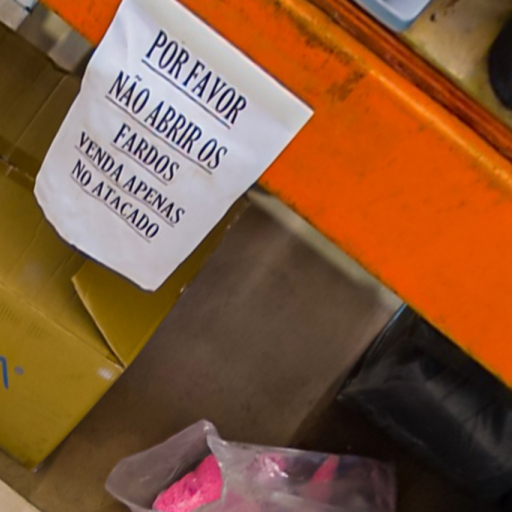 POR FAVOR
NÃO ABRIR OS
FARDOS
VENDA APENAS
NO ATACADO